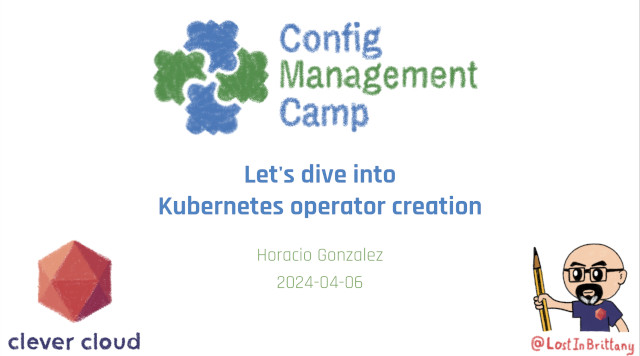 Config
Management
Camp
Let's dive into
Kubernetes operator creation
Horacio Gonzalez
2024-04-06
clever cloud
@LostInBrittany